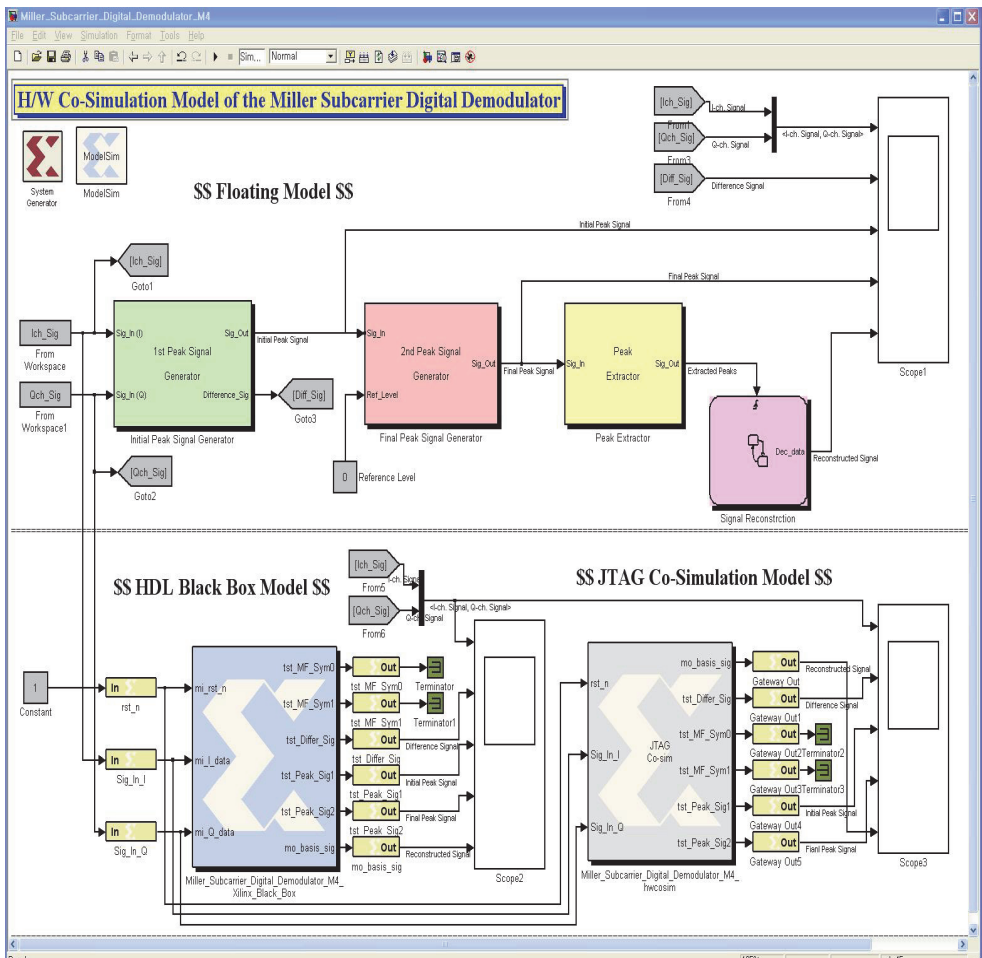 Miller_Subcarrier_Digital_Demodulator_M4
File Edit View Simulation Format Tools Help
Sim... Normal
H/W Co-Simulation Model of the Miller Subcarrier Digital Demodulator
System
Generator
ModelSim
ModelSim
$$ Floating Model $$
[Ich_Sig]
From1
I-ch. Signal
[Qch_Sig]
From3
Q-ch. Signal
<I-ch. Signal, Q-ch. Signal>
[Diff_Sig]
From4
Difference Signal
Initial Peak Signal
Final Peak Signal
Scope1
[Ich_Sig]
Goto1
Ich_Sig
From
Workspace
Qch_Sig
From
Workspace1
Sig_In (I)
Sig_Out
1st Peak Signal
Generator
Sig_In (Q)
Difference_Sig
Initial Peak Signal Generator
Initial Peak Signal
[Diff_Sig]
Goto3
[Qch_Sig]
Goto2
Sig_In
2nd Peak Signal
Generator
Sig_Out
Ref_Level
Final Peak Signal Generator
0
Reference Level
Final Peak Signal
Sig_In
Peak
Extractor
Sig_Out
Peak Extractor
Extracted Peaks
Dec_data
Signal Reconstrction
Reconstructed Signal
$$ HDL Black Box Model $$
[Ich_Sig]
From5
I-ch. Signal
[Qch_Sig]
From6
Q-ch Signal
<I-ch. Signal, Q-ch. Signal>
1
Constant
In
rst_n
In
Sig_In_I
In
Sig_In_Q
mi_rst_n
mi_I_data
mi_Q_data
tst_MF_Sym0
tst_MF_Sym1
tst_Differ_Sig
tst_Peak_Sig1
tst_Peak_Sig2
mo_basis_sig
Miller_Subcarrier_Digital_Demodulator_M4_
Xilinx_Black_Box
Out
tst_MF_Sym0
Terminator
Out
tst_MF_Sym1
Terminator1
Out
tst_Differ_Sig
Difference Signal
Out
tst_Peak_Sig1
Initial Peak Signal
Out
tst_Peak_Sig2
Final Peak Signal
Out
mo_basis_sig
Reconstructed Signal
Scope2
$$ JTAG Co-Simulation Model $$
rst_n
Sig_In_I
Sig_In_Q
JTAG
Co-sim
mo_basis_sig
tst_Differ_Sig
tst_MF_Sym0
tst_MF_Sym1
tst_Peak_Sig1
tst_Peak_Sig2
Miller_Subcarrier_Digital_Demodulator_M4_
hwcosim
Out
Gateway Out
Reconstructed Signal
Out
Gateway Out1
Difference Signal
Out
Gateway Out2
Terminator2
Out
Gateway Out3
Terminator3
Out
Gateway Out4
Initial Peak Signal
Out
Gateway Out5
Fianl Peak Signal
Scope3